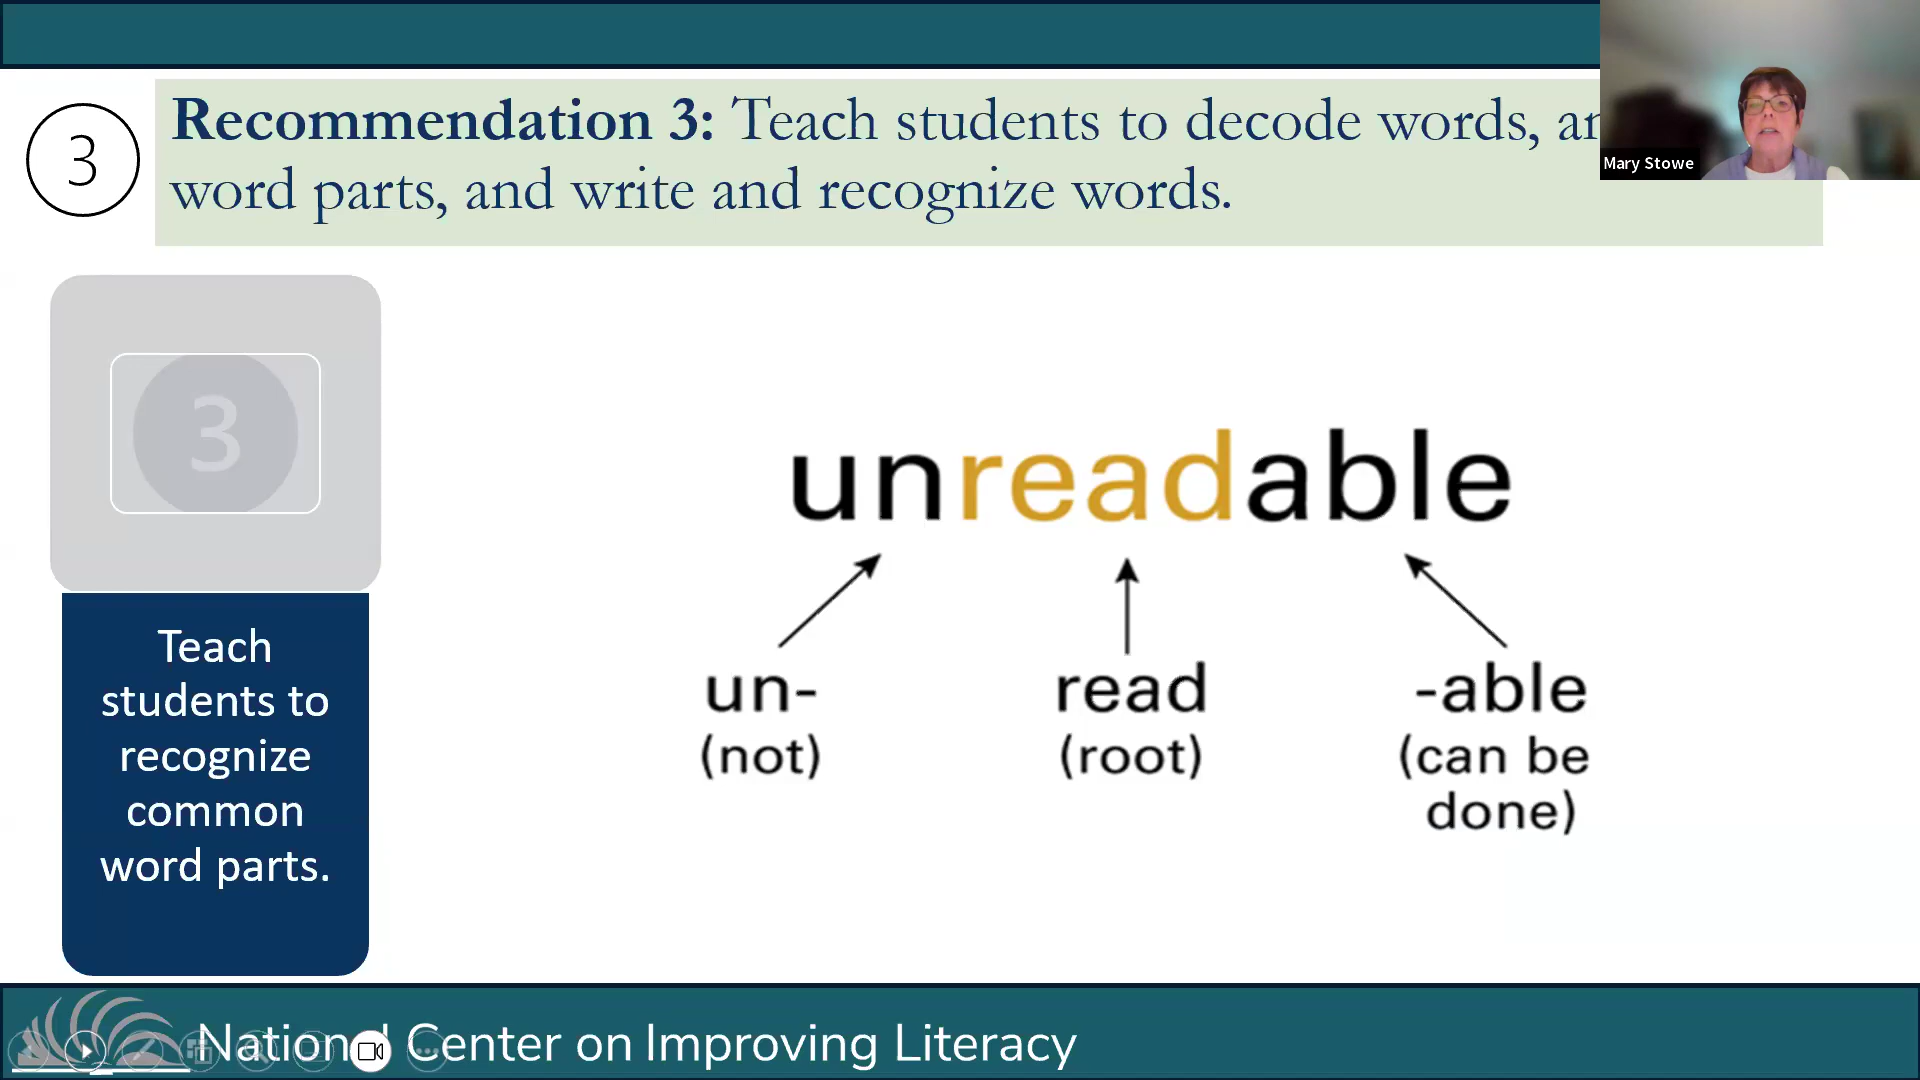 3
Recommendation 3: Teach students to decode words, an
word parts, and write and recognize words.
Mary Stowe
3
Teach
students to
recognize
common
word parts.
unreadable
un- read -able
(not) (root) (can be
done)
National Center on Improving Literacy